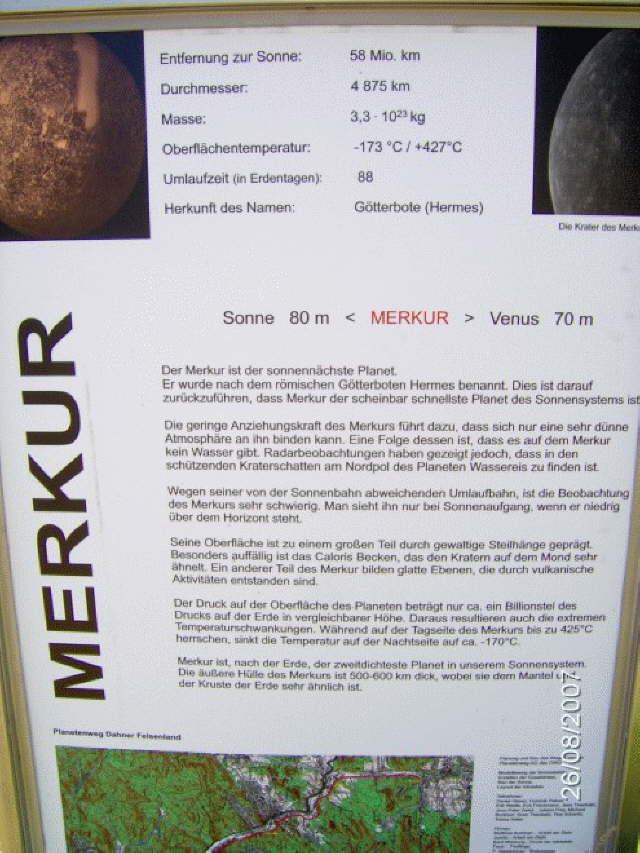 Entfernung zur Sonne: 58 Mio. km
Durchmesser: 4 875 km
Masse: 3,3 · 10²³ kg
Oberflächentemperatur: -173 °C / +427°C
Umlaufzeit (in Erdentagen): 88
Herkunft des Namen: Götterbote (Hermes)
Die Krater des Merku
Sonne 80 m < MERKUR > Venus 70 m
MERKUR
Der Merkur ist der sonnennächste Planet.
Er wurde nach dem römischen Götterboten Hermes benannt. Dies ist darauf
zurückzuführen, dass Merkur der scheinbar schnellste Planet des Sonnensystems ist
Die geringe Anziehungskraft des Merkurs führt dazu, dass sich nur eine sehr dünne
Atmosphäre an ihn binden kann. Eine Folge dessen ist, dass es auf dem Merkur
kein Wasser gibt. Radarbeobachtungen haben gezeigt jedoch, dass in den
schützenden Kraterschatten am Nordpol des Planeten Wassereis zu finden ist.
Wegen seiner von der Sonnenbahn abweichenden Umlaufbahn, ist die Beobachtung
des Merkurs sehr schwierig. Man sieht ihn nur bei Sonnenaufgang, wenn er niedrig
über dem Horizont steht.
Seine Oberfläche ist zu einem großen Teil durch gewaltige Steilhänge geprägt.
Besonders auffällig ist das Caloris Becken, das den Kratern auf dem Mond sehr
ähnelt. Ein anderer Teil des Merkur bilden glatte Ebenen, die durch vulkanische
Aktivitäten entstanden sind.
Der Druck auf der Oberfläche des Planeten beträgt nur ca. ein Billionstel des
Drucks auf der Erde in vergleichbarer Höhe. Daraus resultieren auch die extremen
Temperaturschwankungen. Während auf der Tagseite des Merkurs bis zu 425°C
herrschen, sinkt die Temperatur auf der Nachtseite auf ca. -170°C.
Merkur ist, nach der Erde, der zweitdichteste Planet in unserem Sonnensystem.
Die äußere Hülle des Merkurs ist 500-600 km dick, wobei sie dem Mantel u
der Kruste der Erde sehr ähnlich ist.
Planetenweg Dahner Felsenland
26/08/2007